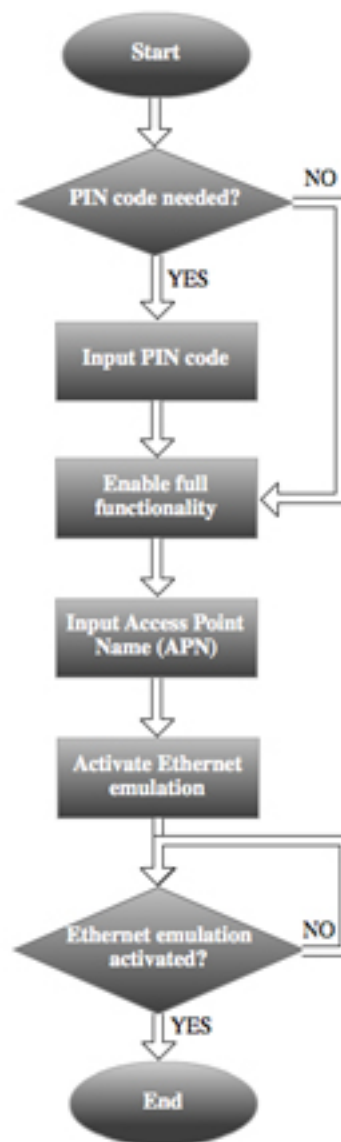 Start
PIN code needed?
NO
YES
Input PIN code
Enable full
functionality
Input Access Point
Name (APN)
Activate Ethernet
emulation
Ethernet emulation
activated?
NO
YES
End